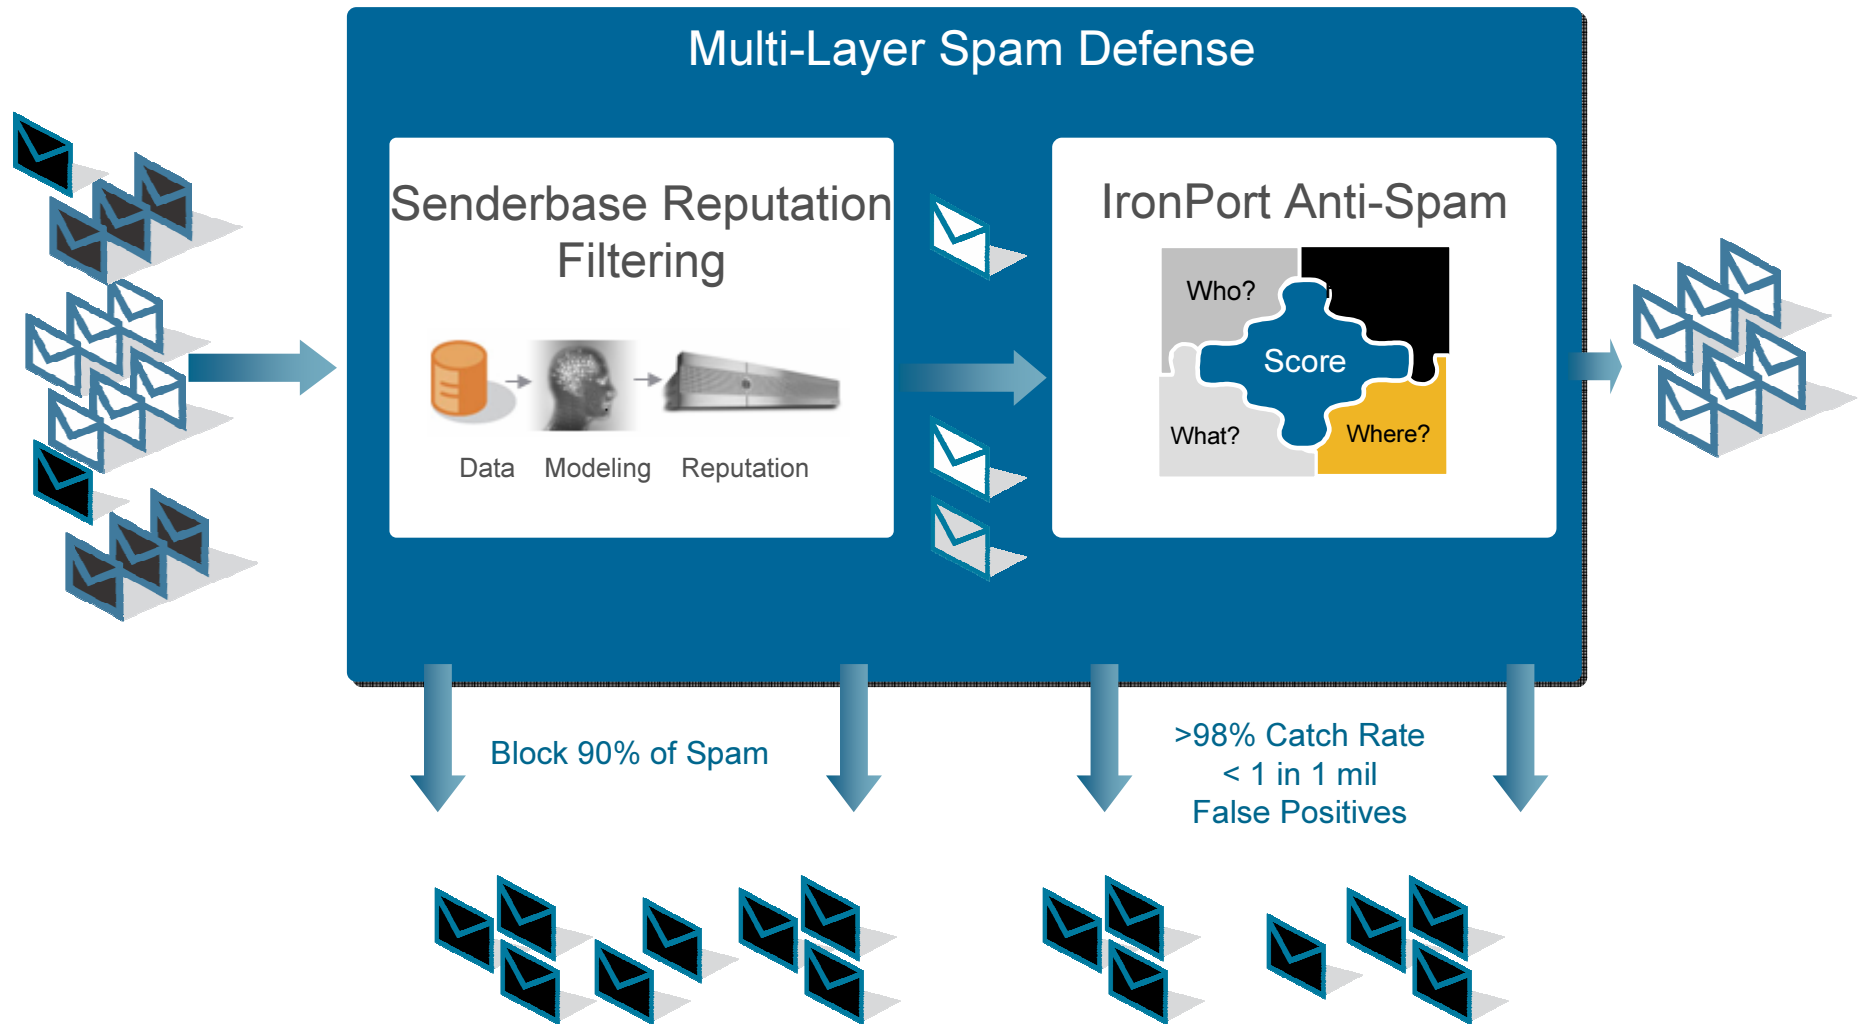 Multi-Layer Spam Defense
Senderbase Reputation
Filtering
Data Modeling Reputation
IronPort Anti-Spam
Who?
Score
What?
Where?
Block 90% of Spam
>98% Catch Rate
< 1 in 1 mil
False Positives